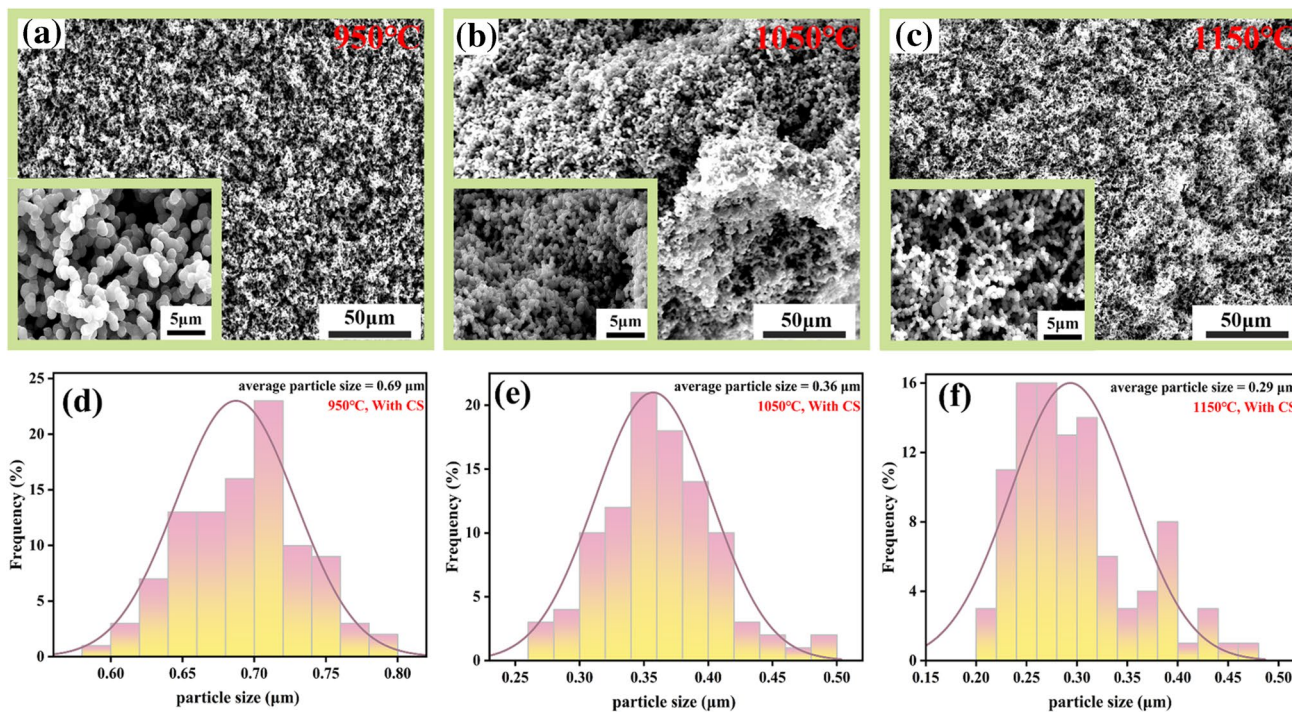 (a)
950℃
5μm
50μm
(b)
1050℃
5μm
50μm
(c)
1150℃
5μm
50μm
(d)
average particle size = 0.69 μm
950℃, With CS
Frequency (%)
25
20
15
10
5
0
0.60 0.65 0.70 0.75 0.80
particle size (μm)
(e)
average particle size = 0.36 μm
1050℃, With CS
Frequency (%)
20
10
0
0.25 0.30 0.35 0.40 0.45 0.50
particle size (μm)
(f)
average particle size = 0.29 μm
1150℃, With CS
Frequency (%)
16
12
8
4
0
0.15 0.20 0.25 0.30 0.35 0.40 0.45 0.50
particle size (μm)